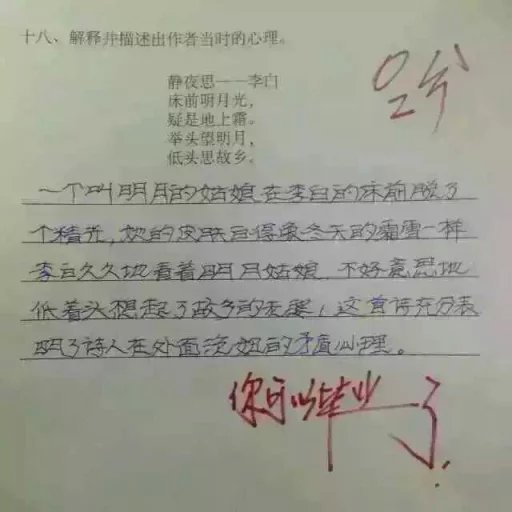 十八、解释并描述出作者当时的心理。
0分
静夜思——李白
床前明月光，
疑是地上霜。
举头望明月，
低头思故乡。
一个叫明月的姑娘在李白的床前脱了
个精光，她的皮肤白得象冬天的霜雪一样
李白久久地看着明月姑娘，不好意思地
低着头想起了故乡的老婆，这首诗充分表
明了诗人在外面嫖妞的矛盾心理。
你可以毕业了.